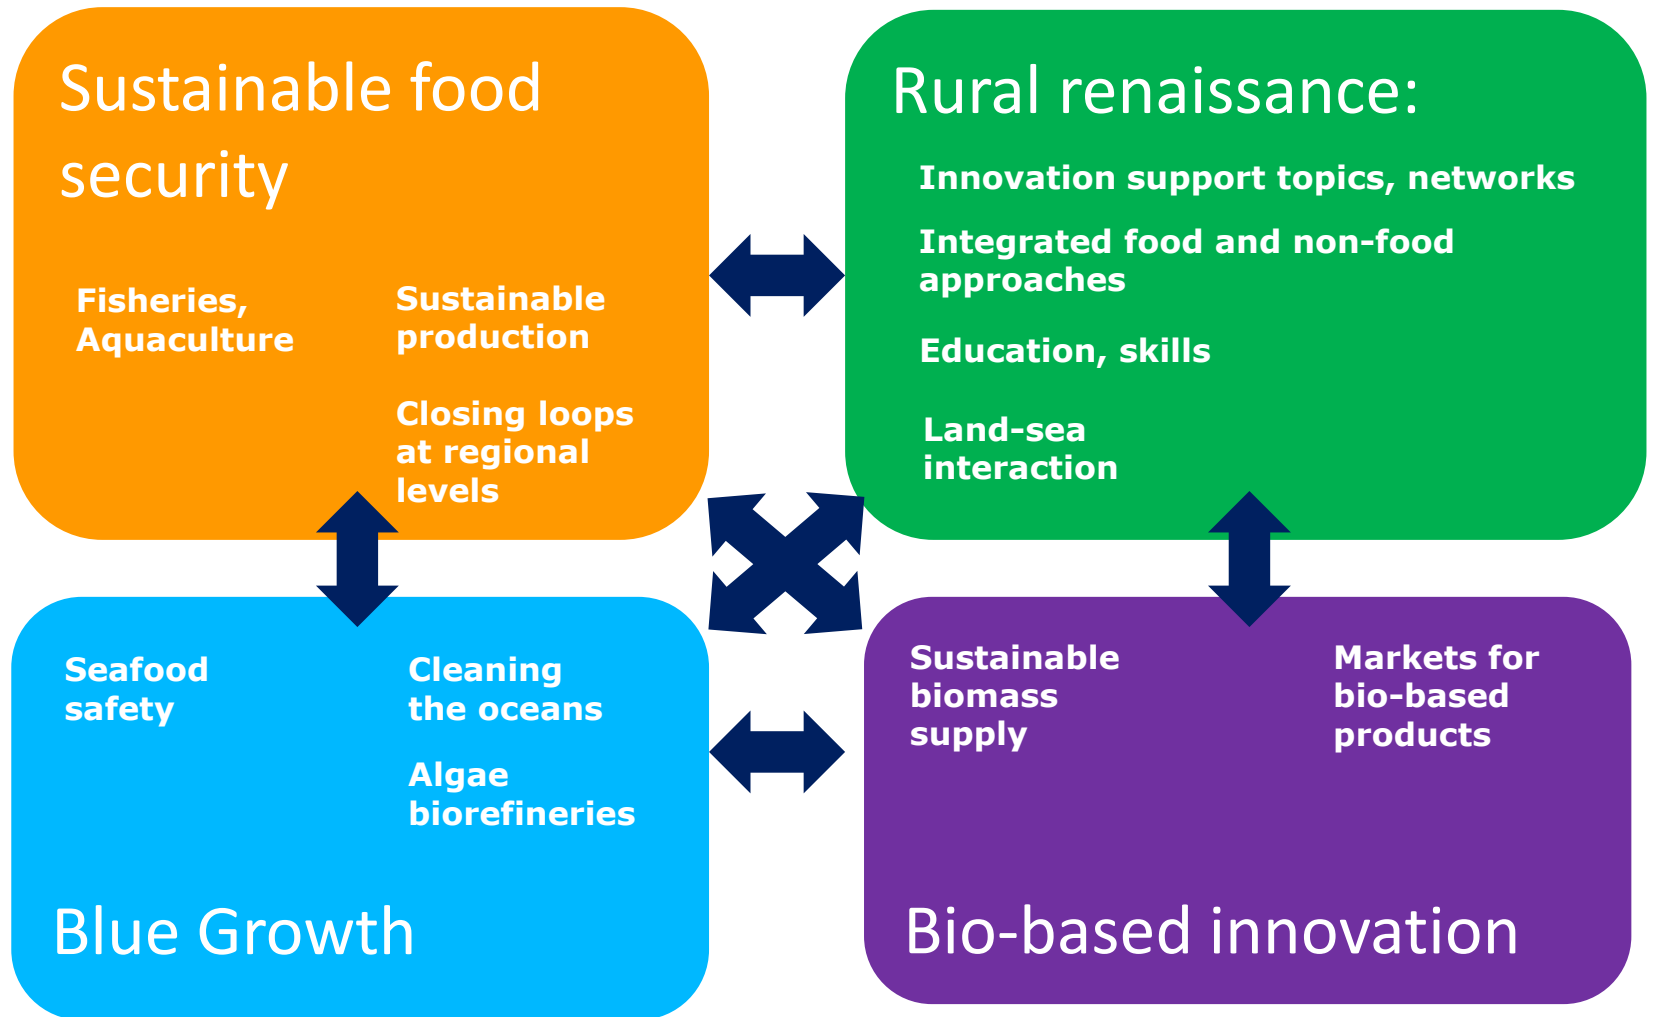 Sustainable food
security
Fisheries,
Aquaculture
Sustainable
production
Closing loops
at regional
levels
Rural renaissance:
Innovation support topics, networks
Integrated food and non-food
approaches
Education, skills
Land-sea
interaction
Seafood
safety
Cleaning
the oceans
Algae
biorefineries
Blue Growth
Sustainable
biomass
supply
Markets for
bio-based
products
Bio-based innovation